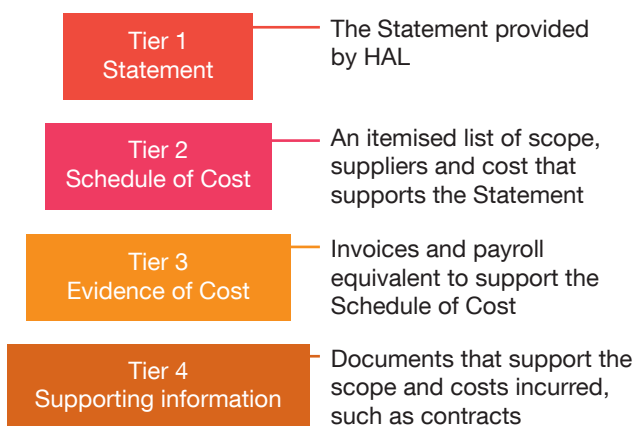 Tier 1
Statement
The Statement provided
by HAL
Tier 2
Schedule of Cost
An itemised list of scope,
suppliers and cost that
supports the Statement
Tier 3
Evidence of Cost
Invoices and payroll
equivalent to support the
Schedule of Cost
Tier 4
Supporting information
Documents that support the
scope and costs incurred,
such as contracts